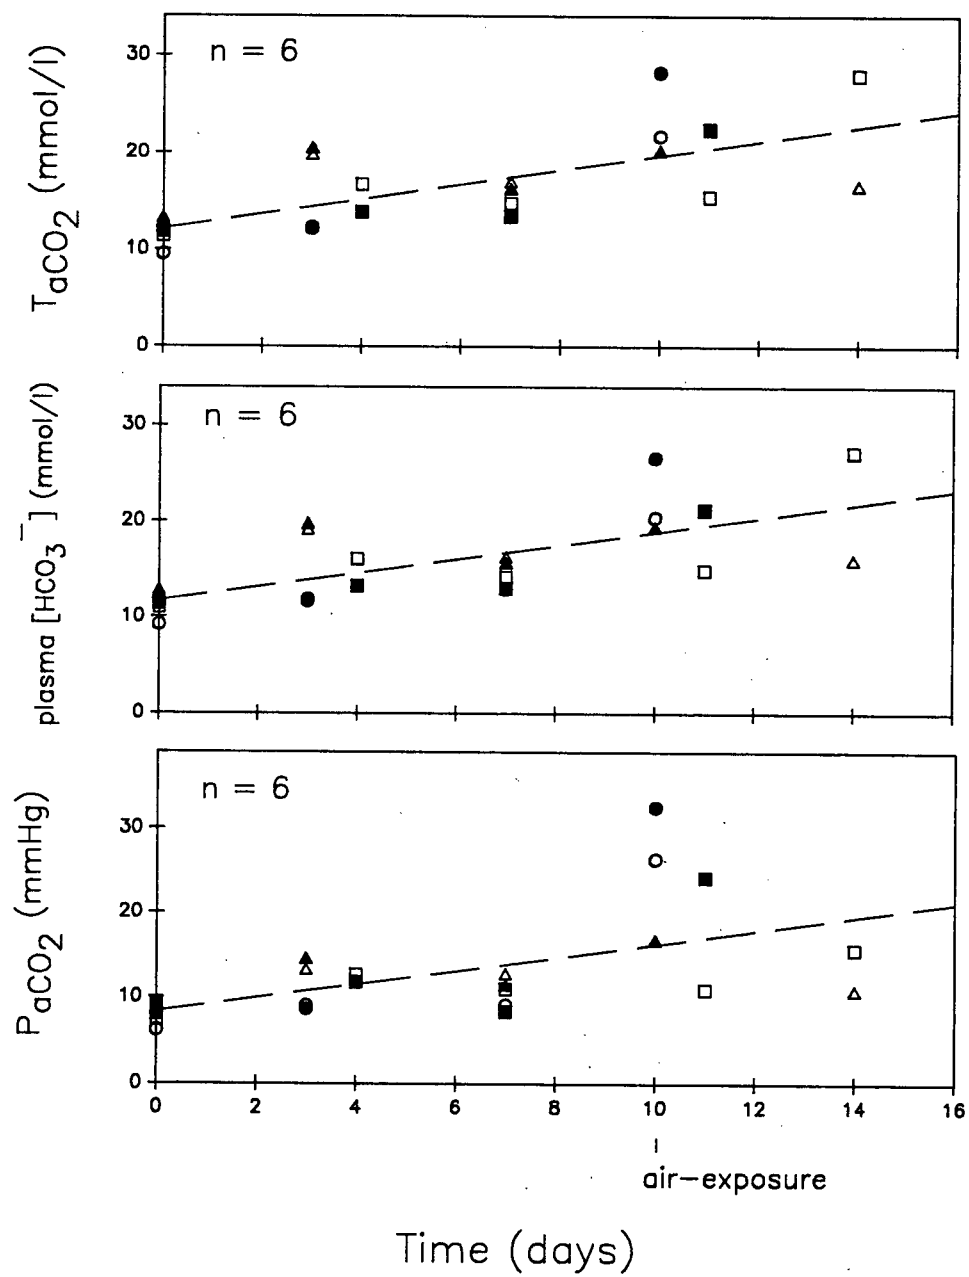 n = 6
TaCO2 (mmol/l)
30
20
10
0
n = 6
plasma [HCO3−] (mmol/l)
30
20
10
0
n = 6
PaCO2 (mmHg)
30
20
10
0
0 2 4 6 8 10 12 14 16
air-exposure
Time (days)